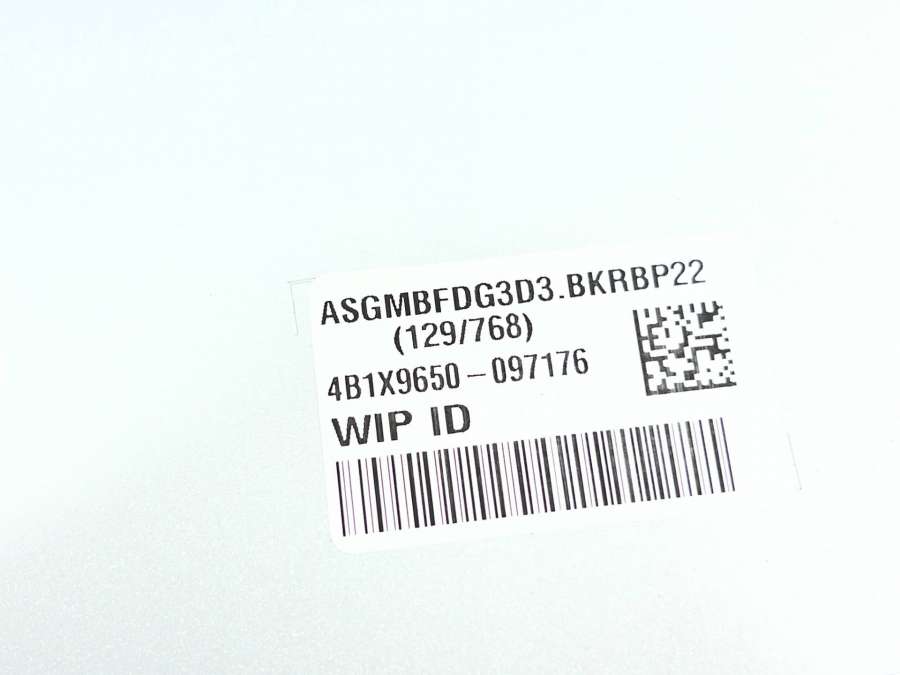 ASGMBFDG3D3.BKRBP22
(129/768)
4B1X9650-097176
WIP ID